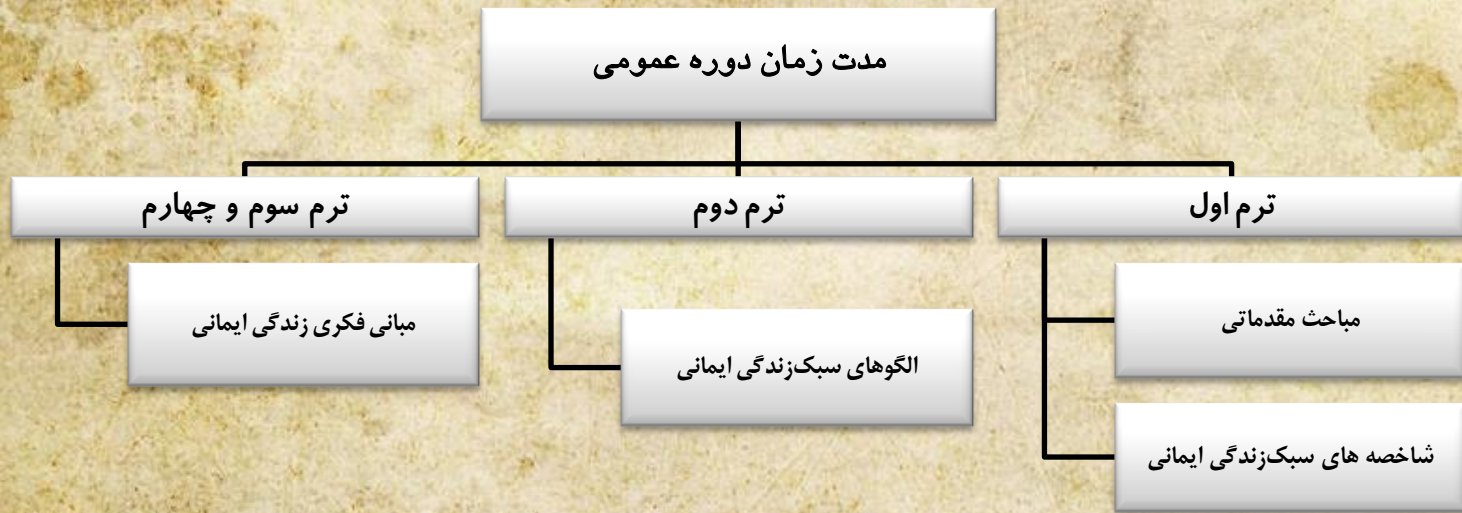 مدت زمان دوره عمومی
ترم اول
مباحث مقدماتی
شاخصه های سبک‌زندگی ایمانی
ترم دوم
الگوهای سبک‌زندگی ایمانی
ترم سوم و چهارم
مبانی فکری زندگی ایمانی